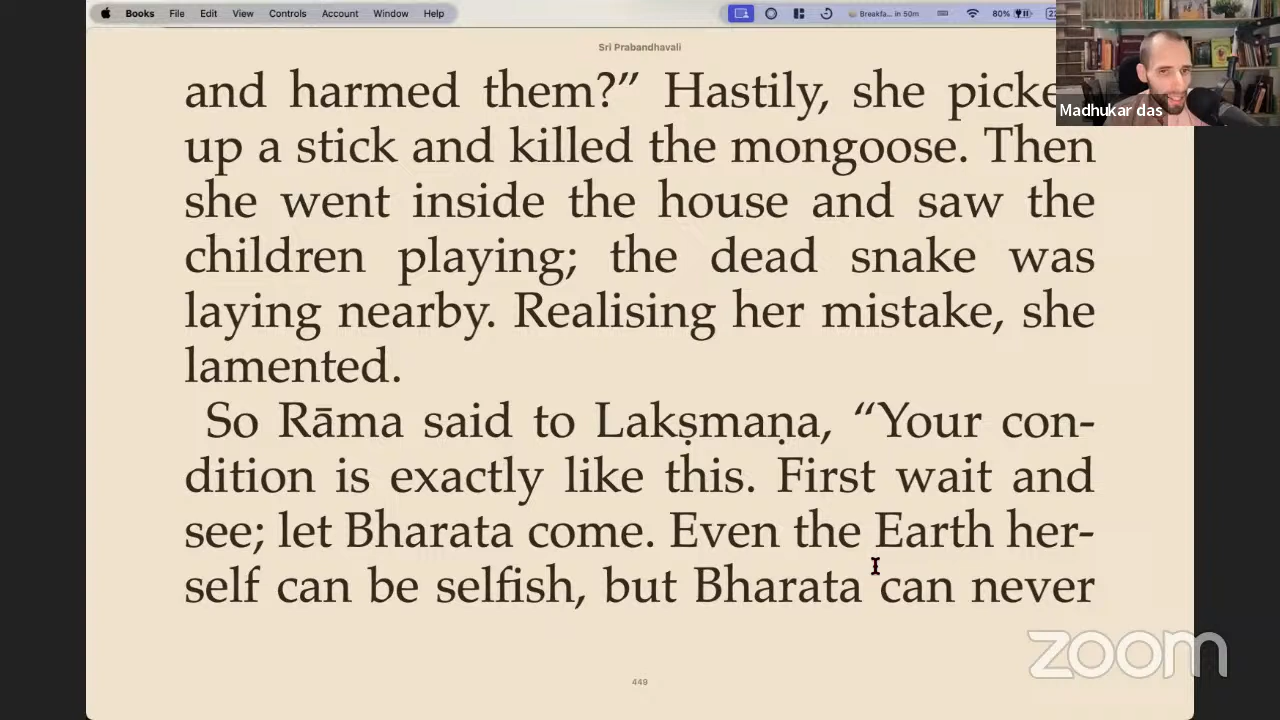 Books File Edit View Controls Account Window Help
Breakfa... in 50m 80%
Sri Prabandhavali
and harmed them?” Hastily, she picke
up a stick and killed the mongoose. Then
she went inside the house and saw the
children playing; the dead snake was
laying nearby. Realising her mistake, she
lamented.
So Rāma said to Lakṣmaṇa, “Your con-
dition is exactly like this. First wait and
see; let Bharata come. Even the Earth her-
self can be selfish, but Bharata can never
449
Madhukar das
zoom